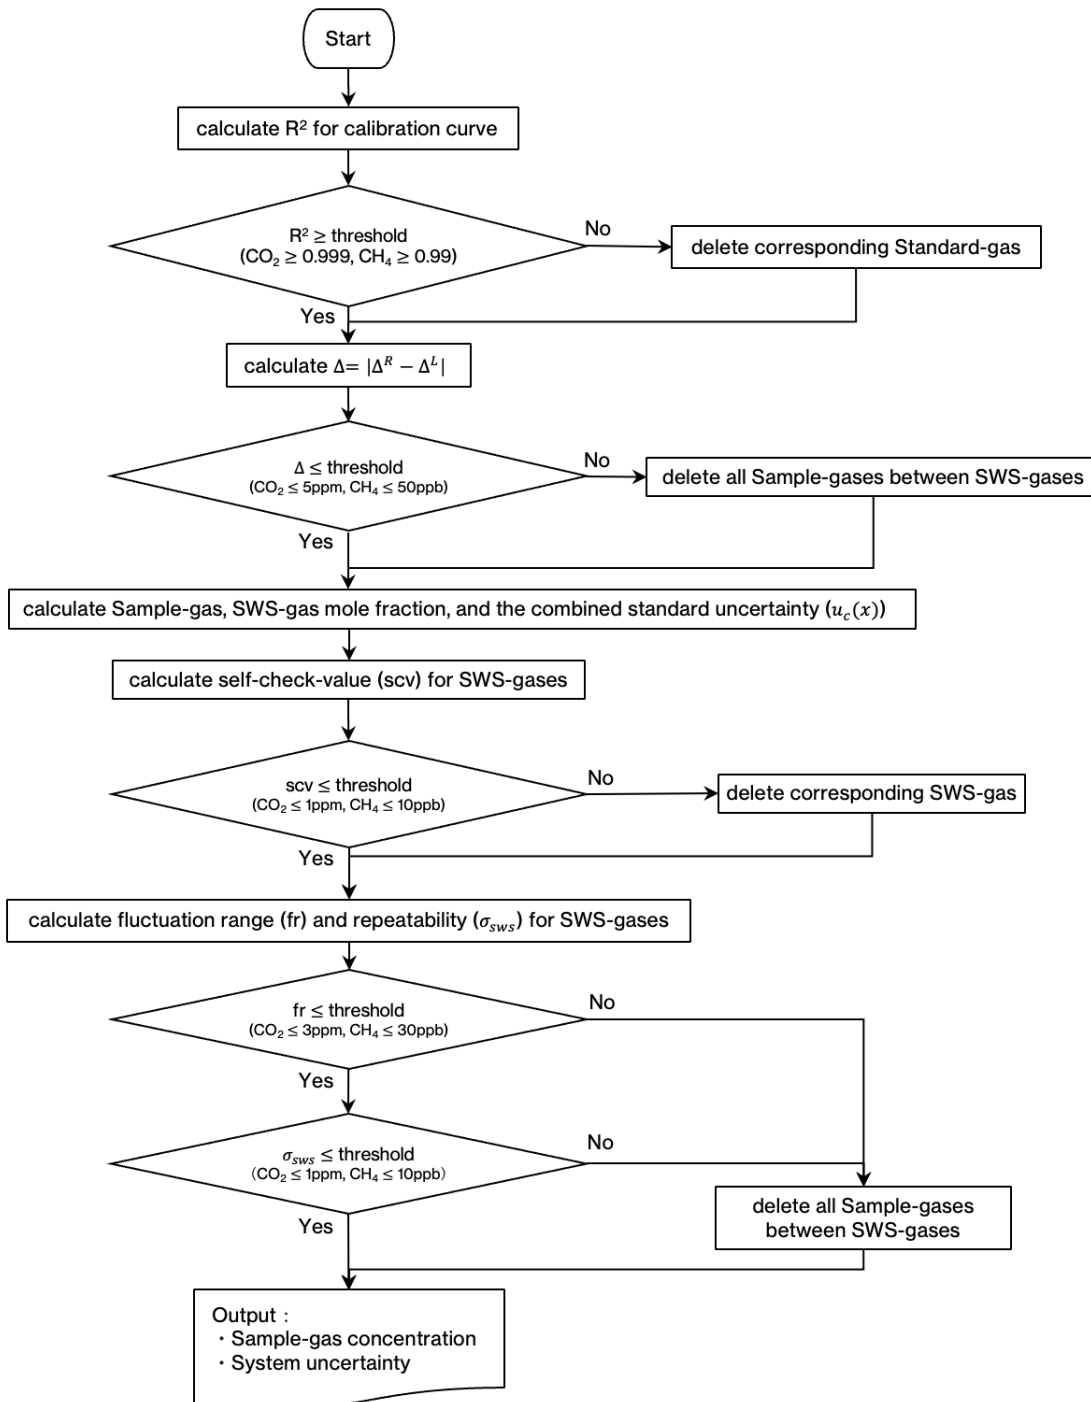 Start
calculate R² for calibration curve
R² ≥ threshold
(CO₂ ≥ 0.999, CH₄ ≥ 0.99)
No
delete corresponding Standard-gas
Yes
calculate Δ= |Δᴿ − Δᴸ|
Δ ≤ threshold
(CO₂ ≤ 5ppm, CH₄ ≤ 50ppb)
No
delete all Sample-gases between SWS-gases
Yes
calculate Sample-gas, SWS-gas mole fraction, and the combined standard uncertainty (u_c(x))
calculate self-check-value (scv) for SWS-gases
scv ≤ threshold
(CO₂ ≤ 1ppm, CH₄ ≤ 10ppb)
No
delete corresponding SWS-gas
Yes
calculate fluctuation range (fr) and repeatability (σ_sws) for SWS-gases
fr ≤ threshold
(CO₂ ≤ 3ppm, CH₄ ≤ 30ppb)
No
Yes
σ_sws ≤ threshold
(CO₂ ≤ 1ppm, CH₄ ≤ 10ppb)
No
delete all Sample-gases
between SWS-gases
Yes
Output：
・Sample-gas concentration
・System uncertainty